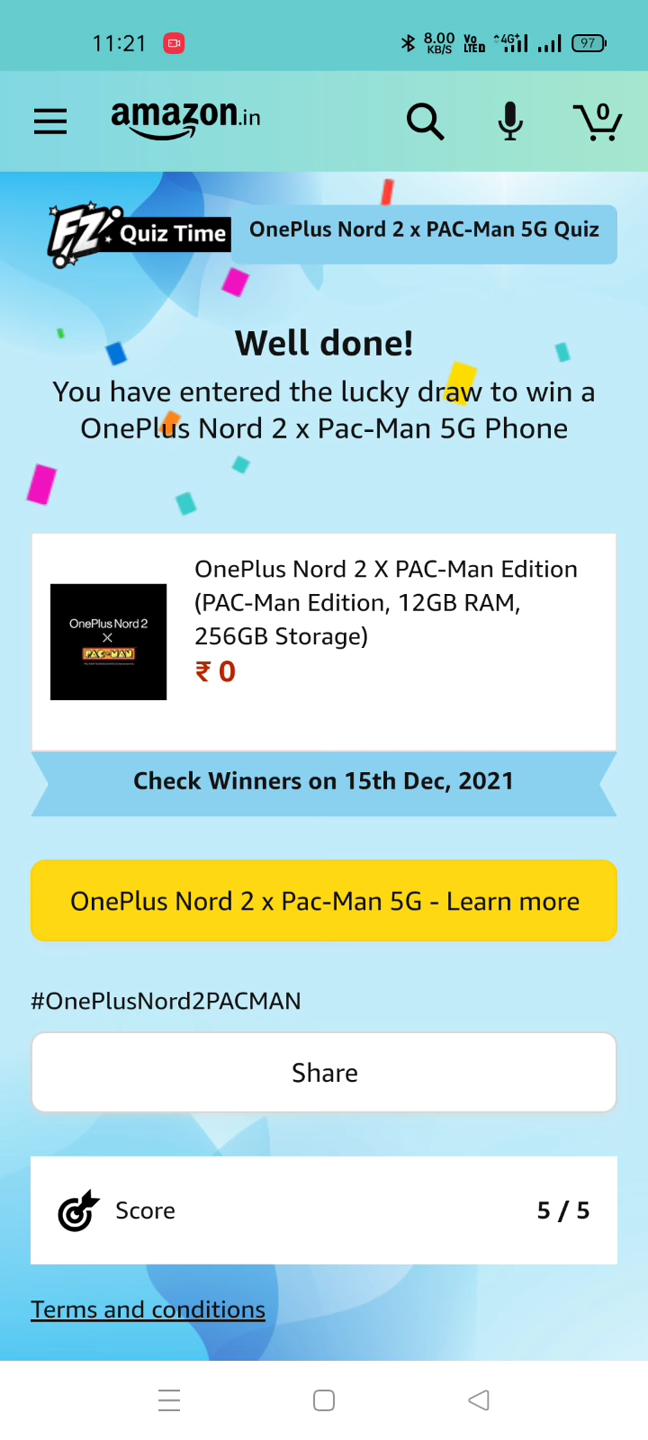 11:21
8.00
KB/S
Vo
LTED
4G+
97
amazon.in
0
FZ Quiz Time
OnePlus Nord 2 x PAC-Man 5G Quiz
Well done!
You have entered the lucky draw to win a
OnePlus Nord 2 x Pac-Man 5G Phone
OnePlus Nord 2 X PAC-Man Edition
(PAC-Man Edition, 12GB RAM,
256GB Storage)
₹ 0
OnePlus Nord 2
X
PAC-MAN
Check Winners on 15th Dec, 2021
OnePlus Nord 2 x Pac-Man 5G - Learn more
#OnePlusNord2PACMAN
Share
Score
5 / 5
Terms and conditions